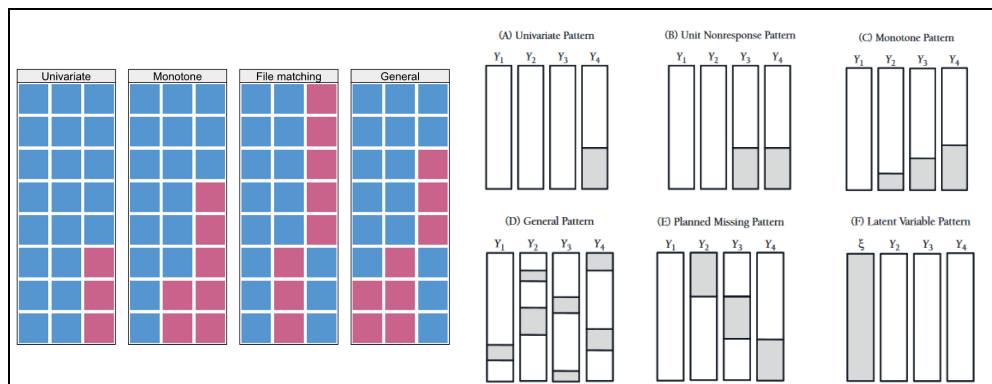 Univariate Monotone File matching General
(A) Univariate Pattern
Y1 Y2 Y3 Y4
(B) Unit Nonresponse Pattern
Y1 Y2 Y3 Y4
(C) Monotone Pattern
Y1 Y2 Y3 Y4
(D) General Pattern
Y1 Y2 Y3 Y4
(E) Planned Missing Pattern
Y1 Y2 Y3 Y4
(F) Latent Variable Pattern
ξ Y2 Y3 Y4